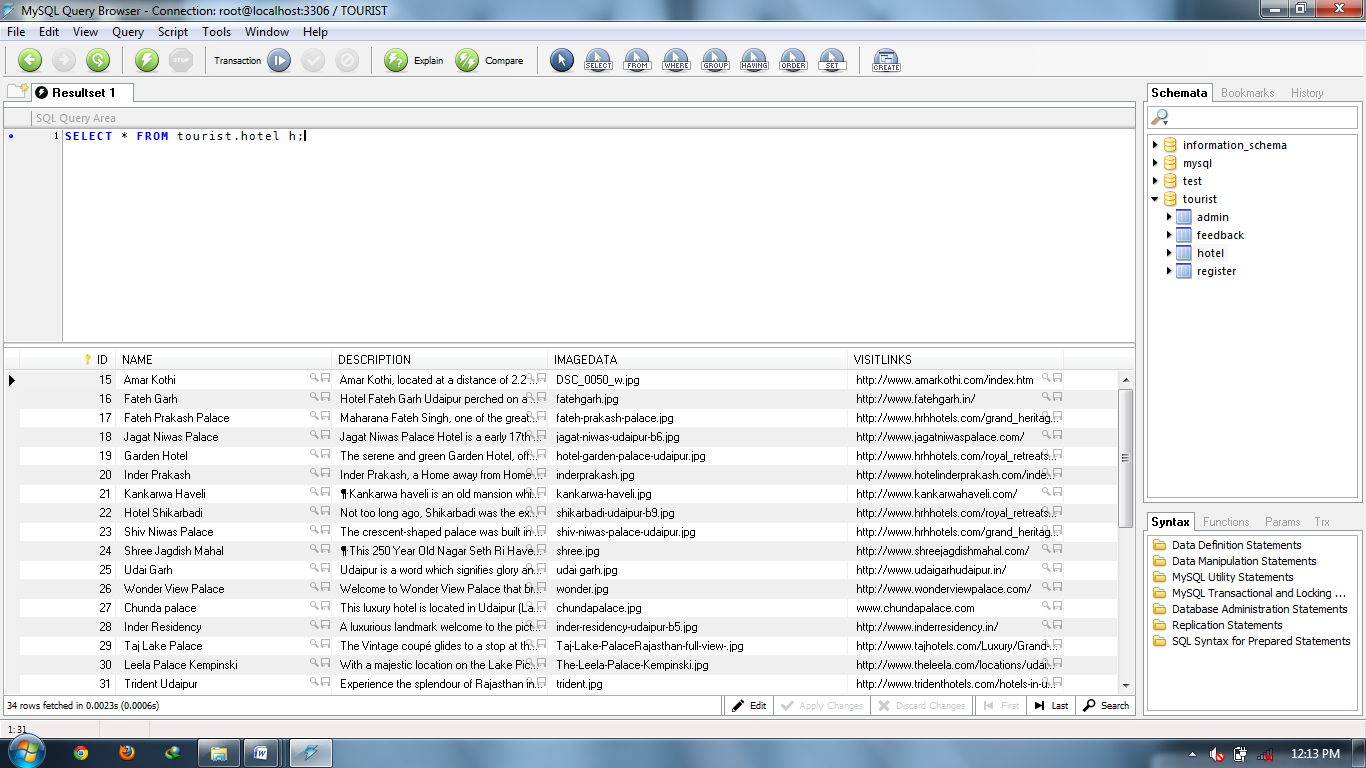 MySQL Query Browser - Connection: root@localhost:3306 / TOURIST
File Edit View Query Script Tools Window Help
STOP Transaction Explain Compare SELECT FROM WHERE GROUP HAVING ORDER SET CREATE
Resultset 1
SQL Query Area
1 SELECT * FROM tourist.hotel h;
ID NAME DESCRIPTION IMAGEDATA VISITLINKS
15 Amar Kothi Amar Kothi, located at a distance of 2.2... DSC_0050_w.jpg http://www.amarkothi.com/index.htm
16 Fateh Garh Hotel Fateh Garh Udaipur perched on a ... fatehgarh.jpg http://www.fatehgarh.in/
17 Fateh Prakash Palace Maharana Fateh Singh, one of the great... fateh-prakash-palace.jpg http://www.hrhhotels.com/grand_heritag...
18 Jagat Niwas Palace Jagat Niwas Palace Hotel is a early 17th... jagat-niwas-udaipur-b6.jpg http://www.jagatniwaspalace.com/
19 Garden Hotel The serene and green Garden Hotel, off... hotel-garden-palace-udaipur.jpg http://www.hrhhotels.com/royal_retreats...
20 Inder Prakash Inder Prakash, a Home away from Home... inderprakash.jpg http://www.hotelinderprakash.com/inde...
21 Kankarwa Haveli ¶Kankarwa haveli is an old mansion whi... kankarwa-haveli.jpg http://www.kankarwahaveli.com/
22 Hotel Shikarbadi Not too long ago, Shikarbadi was the ex... shikarbadi-udaipur-b9.jpg http://www.hrhhotels.com/royal_retreats...
23 Shiv Niwas Palace The crescent-shaped palace was built in... shiv-niwas-palace-udaipur.jpg http://www.hrhhotels.com/grand_heritag...
24 Shree Jagdish Mahal ¶This 250 Year Old Nagar Seth Ri Have... shree.jpg http://www.shreejagdishmahal.com/
25 Udai Garh Udaipur is a word which signifies glory an... udai garh.jpg http://www.udaigarhudaipur.in/
26 Wonder View Palace Welcome to Wonder View Palace that br... wonder.jpg http://www.wonderviewpalace.com/
27 Chunda palace This luxury hotel is located in Udaipur (La... chundapalace.jpg www.chundapalace.com
28 Inder Residency A luxurious landmark welcome to the pict... inder-residency-udaipur-b5.jpg http://www.inderresidency.in/
29 Taj Lake Palace The Vintage coupé glides to a stop at th... Taj-Lake-PalaceRajasthan-full-view-.jpg http://www.tajhotels.com/Luxury/Grand-...
30 Leela Palace Kempinski With a majestic location on the Lake Pic... The-Leela-Palace-Kempinski.jpg http://www.theleela.com/locations/udai...
31 Trident Udaipur Experience the splendour of Rajasthan in... trident.jpg http://www.tridenthotels.com/hotels-in-u...
34 rows fetched in 0.0023s (0.0006s) Edit Apply Changes Discard Changes First Last Search
1:31
Schemata Bookmarks History
information_schema
mysql
test
tourist
admin
feedback
hotel
register
Syntax Functions Params Trx
Data Definition Statements
Data Manipulation Statements
MySQL Utility Statements
MySQL Transactional and Locking ...
Database Administration Statements
Replication Statements
SQL Syntax for Prepared Statements
12:13 PM